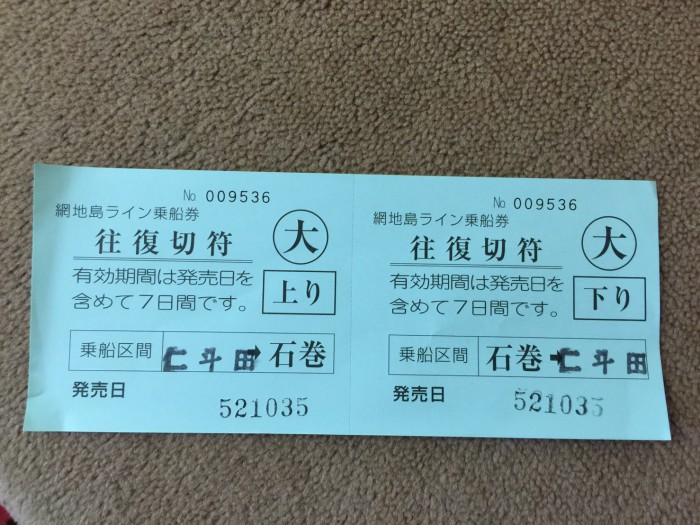 No 009536
網地島ライン乗船券
往復切符
大
有効期間は発売日を
含めて7日間です。
上り
乗船区間 仁斗田➡石巻
発売日
521035
No 009536
網地島ライン乗船券
往復切符
大
有効期間は発売日を
含めて7日間です。
下り
乗船区間 石巻➡仁斗田
発売日
521035